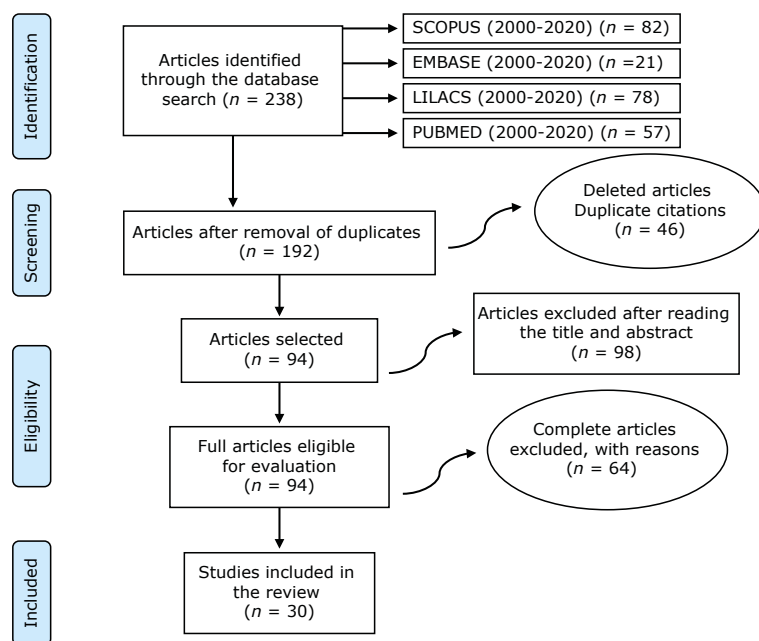 Identification
Articles identified
through the database
search (n = 238)
SCOPUS (2000-2020) (n = 82)
EMBASE (2000-2020) (n =21)
LILACS (2000-2020) (n = 78)
PUBMED (2000-2020) (n = 57)
Screening
Articles after removal of duplicates
(n = 192)
Deleted articles
Duplicate citations
(n = 46)
Eligibility
Articles selected
(n = 94)
Articles excluded after reading
the title and abstract
(n = 98)
Full articles eligible
for evaluation
(n = 94)
Complete articles
excluded, with reasons
(n = 64)
Included
Studies included in
the review
(n = 30)